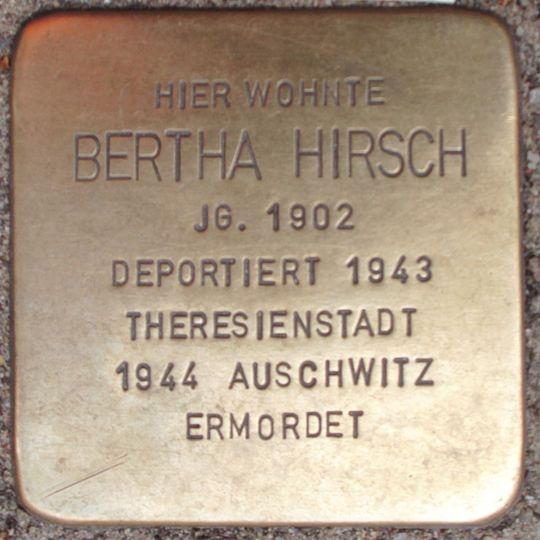 HIER WOHNTE
BERTHA HIRSCH
JG. 1902
DEPORTIERT 1943
THERESIENSTADT
1944 AUSCHWITZ
ERMORDET